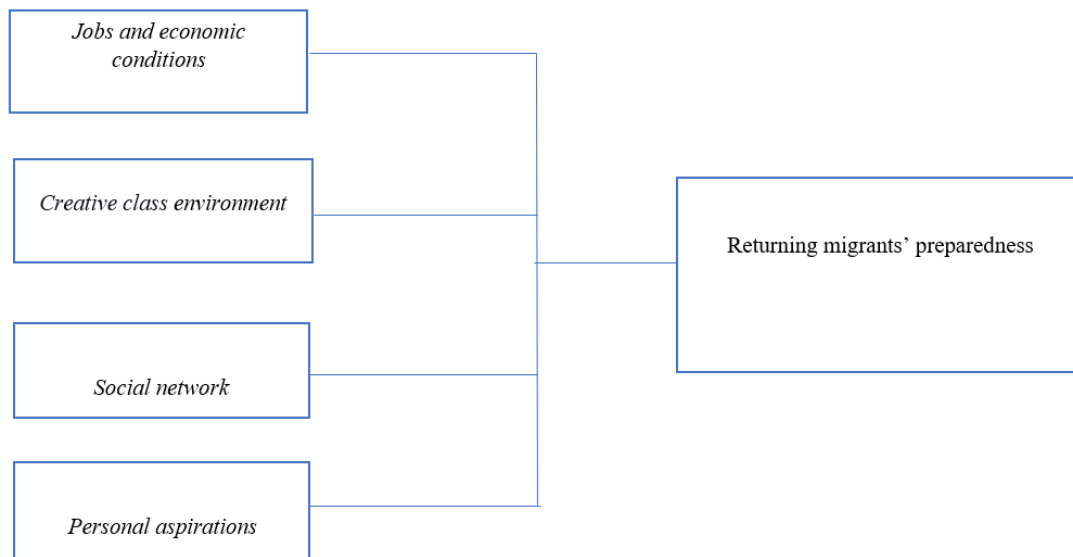 Jobs and economic
conditions
Creative class environment
Returning migrants’ preparedness
Social network
Personal aspirations